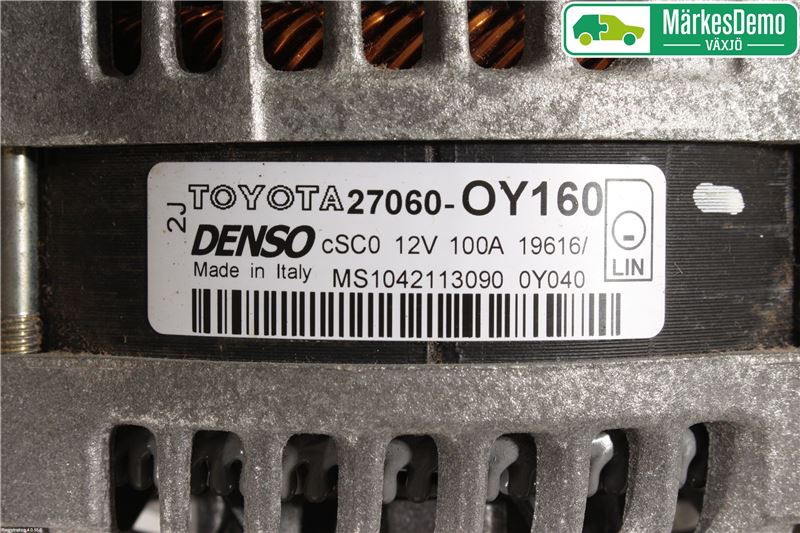 MärkesDemo
VÄXJÖ
2J
TOYOTA 27060-OY160
DENSO cSC0 12V 100A 19616/
Made in Italy MS1042113090 0Y040
LIN